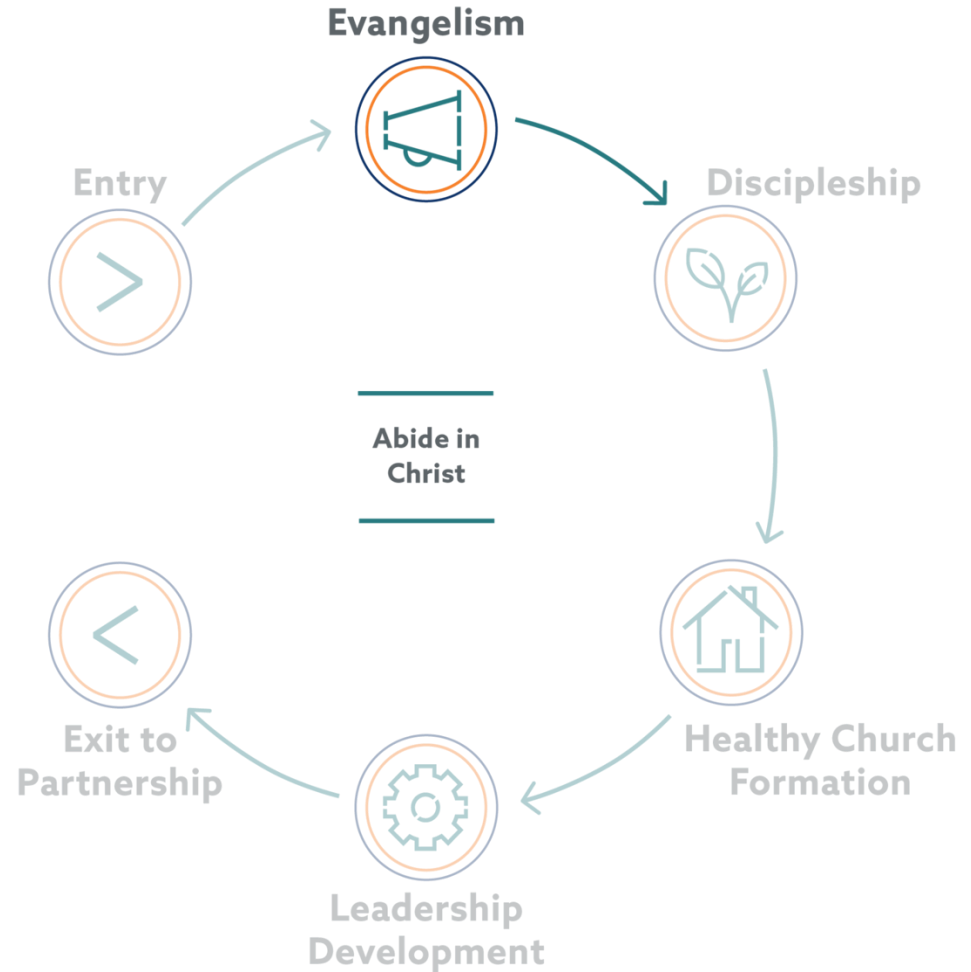 Evangelism
Entry
Discipleship
Abide in
Christ
Exit to
Partnership
Healthy Church
Formation
Leadership
Development